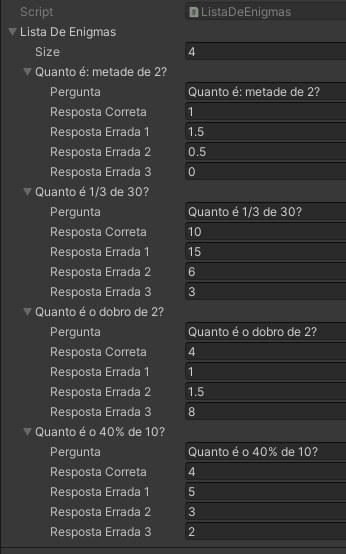 Script ListaDeEnigmas
Lista De Enigmas
Size 4
Quanto é: metade de 2?
Pergunta Quanto é: metade de 2?
Resposta Correta 1
Resposta Errada 1 1.5
Resposta Errada 2 0.5
Resposta Errada 3 0
Quanto é 1/3 de 30?
Pergunta Quanto é 1/3 de 30?
Resposta Correta 10
Resposta Errada 1 15
Resposta Errada 2 6
Resposta Errada 3 3
Quanto é o dobro de 2?
Pergunta Quanto é o dobro de 2?
Resposta Correta 4
Resposta Errada 1 1
Resposta Errada 2 1.5
Resposta Errada 3 8
Quanto é o 40% de 10?
Pergunta Quanto é o 40% de 10?
Resposta Correta 4
Resposta Errada 1 5
Resposta Errada 2 3
Resposta Errada 3 2